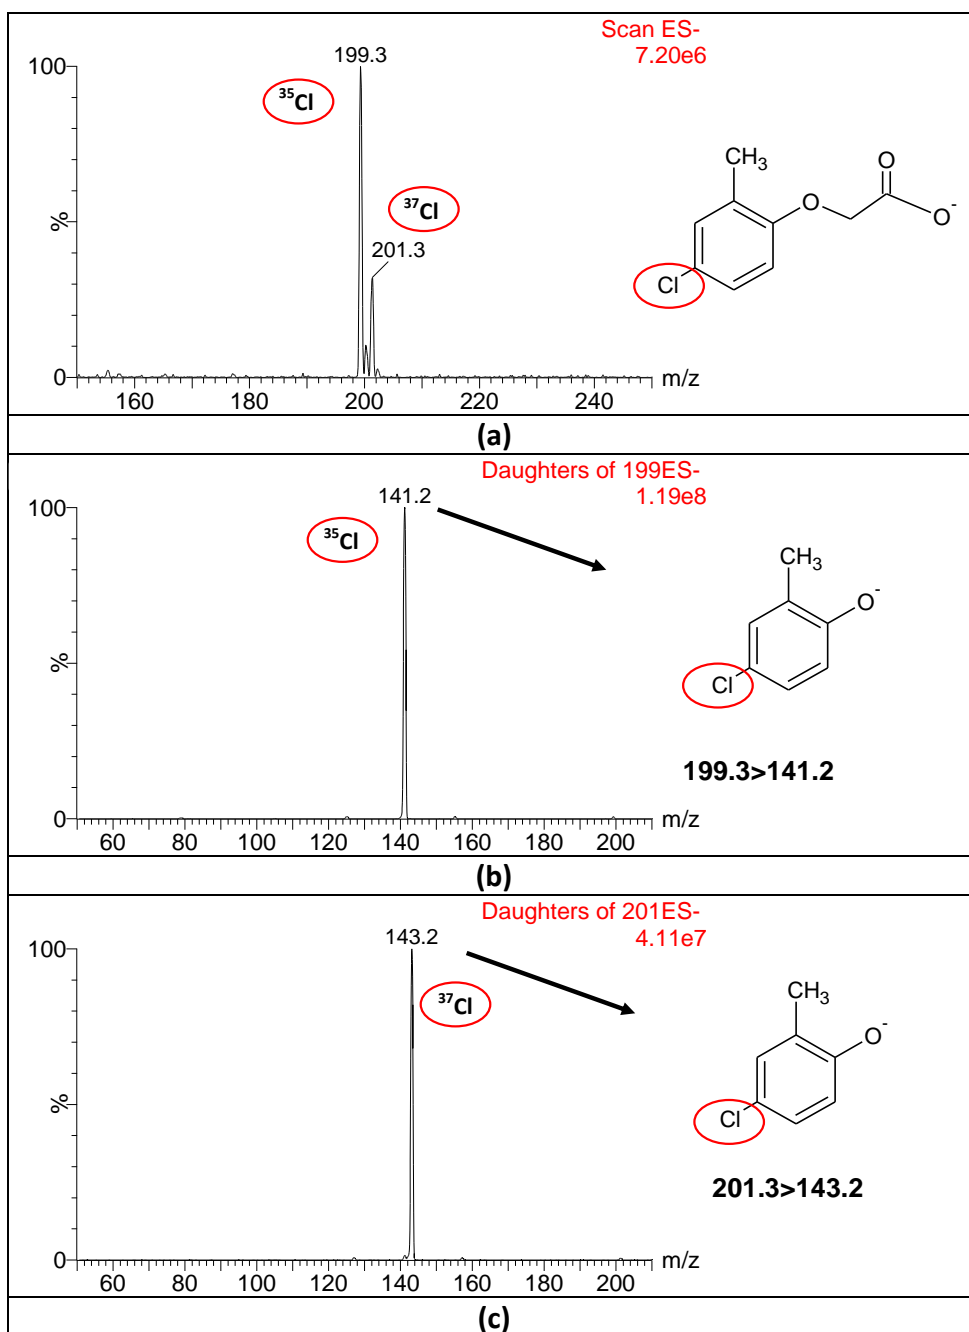 Scan ES-
7.20e6
100
199.3
³⁵Cl
³⁷Cl
201.3
%
0
160 180 200 220 240 m/z
CH₃
O
O
O⁻
Cl
(a)
Daughters of 199ES-
1.19e8
100
141.2
³⁵Cl
%
0
60 80 100 120 140 160 180 200 m/z
CH₃
O⁻
Cl
199.3>141.2
(b)
Daughters of 201ES-
4.11e7
100
143.2
³⁷Cl
%
0
60 80 100 120 140 160 180 200 m/z
CH₃
O⁻
Cl
201.3>143.2
(c)